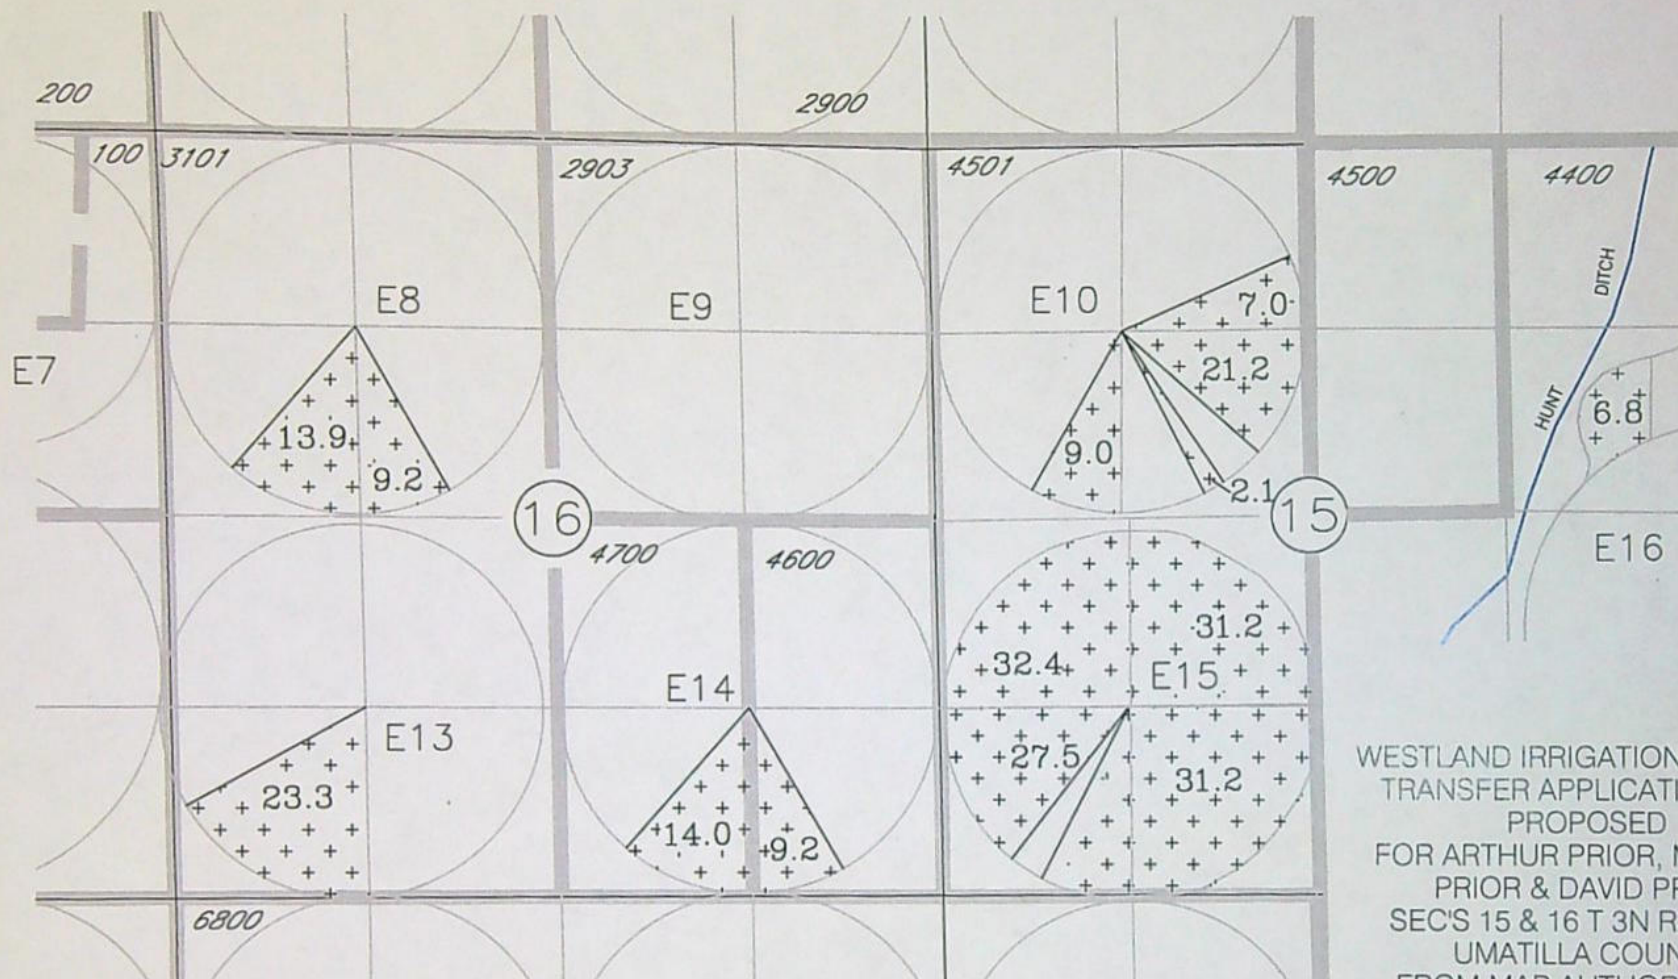 200
2900
100 3101
2903
4501
4500
4400
DITCH
E8
E9
E10
7.0
E7
21.2
HUNT
6.8
13.9
9.2
9.0
2.1
16
15
4700
4600
E16
31.2
32.4
E15
E14
E13
27.5
31.2
23.3
14.0
9.2
6800
WESTLAND IRRIGATION
TRANSFER
PROPOSED
FOR ARTHUR PRIOR,
PRIOR & DAVID
SEC'S 15 & 16 T 3N
UMATILLA
FROM MAP